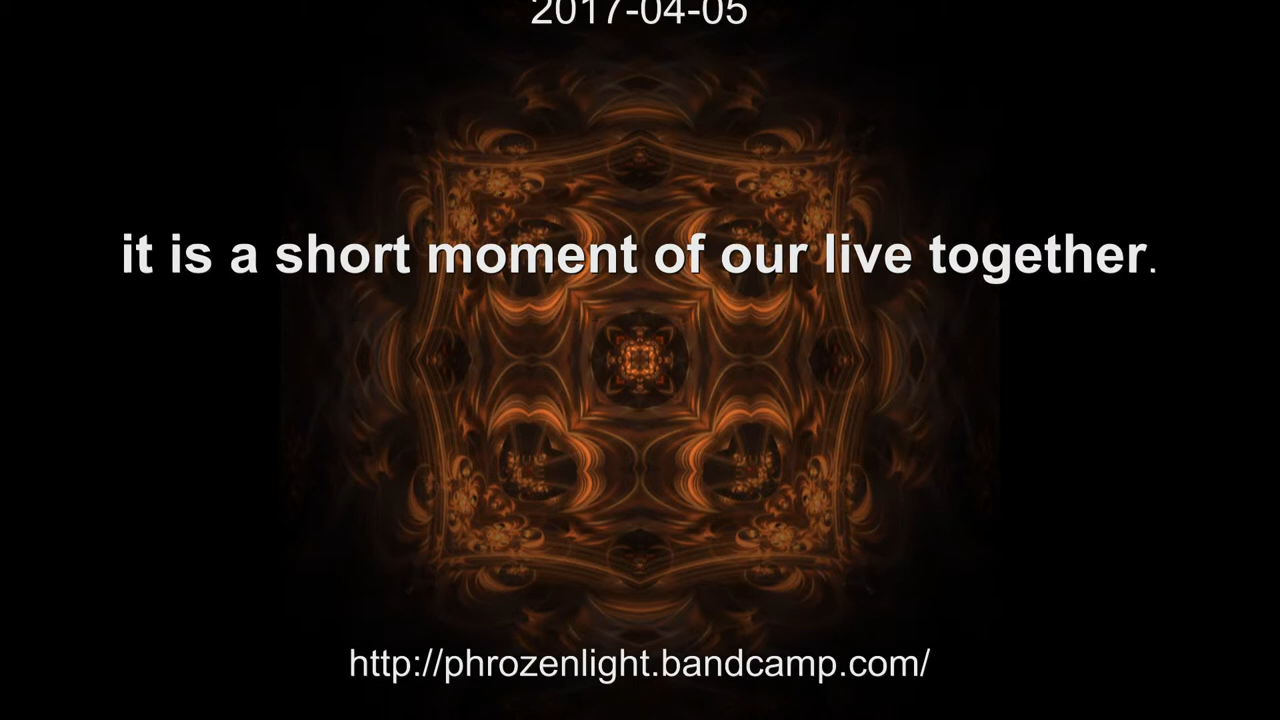 2017-04-05
it is a short moment of our live together.
http://phrozenlight.bandcamp.com/